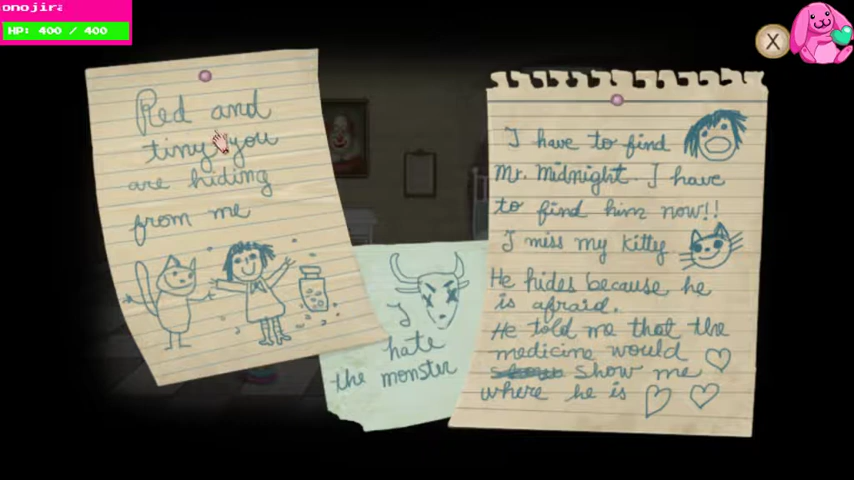 onojira
HP: 400 / 400
X
Red and
tiny you
are hiding
from me
I
hate
the monster
I have to find
Mr. Midnight. I have
to find him now!!
I miss my kitty
He hides because he
is afraid.
He told me that the
medicine would
show me
where he is